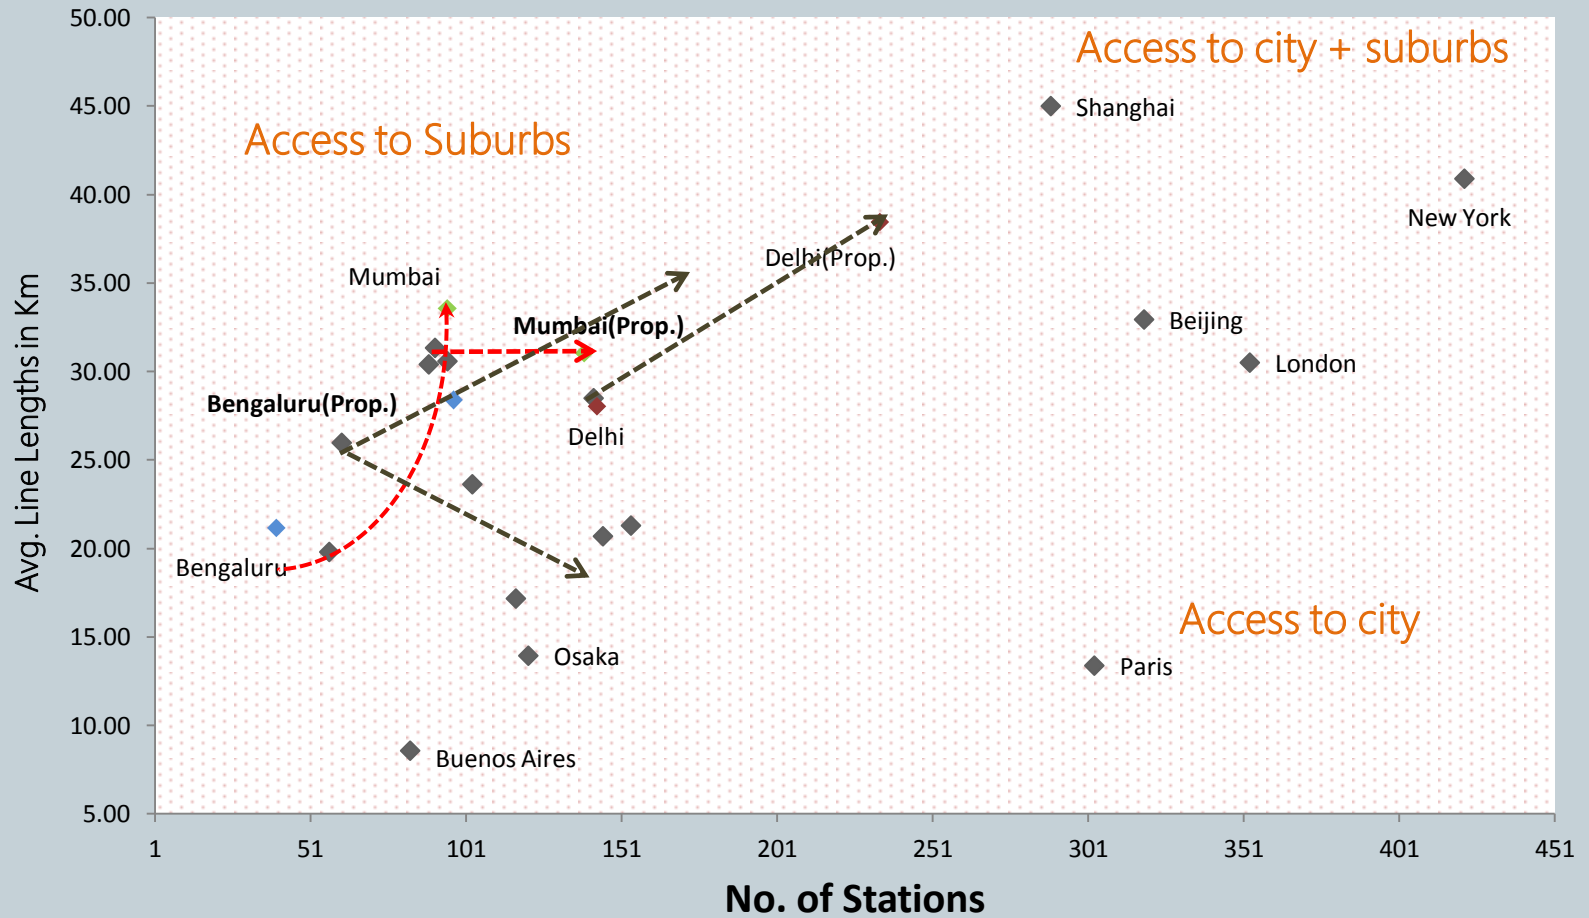 50.00
45.00
40.00
35.00
30.00
25.00
20.00
15.00
10.00
5.00
Avg. Line Lengths in Km
Access to city + suburbs
Shanghai
Access to Suburbs
New York
Delhi(Prop.)
Mumbai
Mumbai(Prop.)
Beijing
London
Bengaluru(Prop.)
Delhi
Bengaluru
Access to city
Osaka
Paris
Buenos Aires
1 51 101 151 201 251 301 351 401 451
No. of Stations